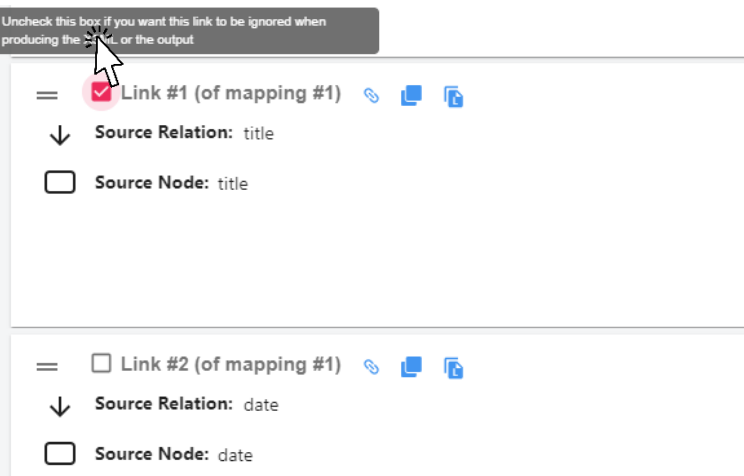 Uncheck this box if you want this link to be ignored when
producing the or the output
Link #1 (of mapping #1)
Source Relation: title
Source Node: title
Link #2 (of mapping #1)
Source Relation: date
Source Node: date